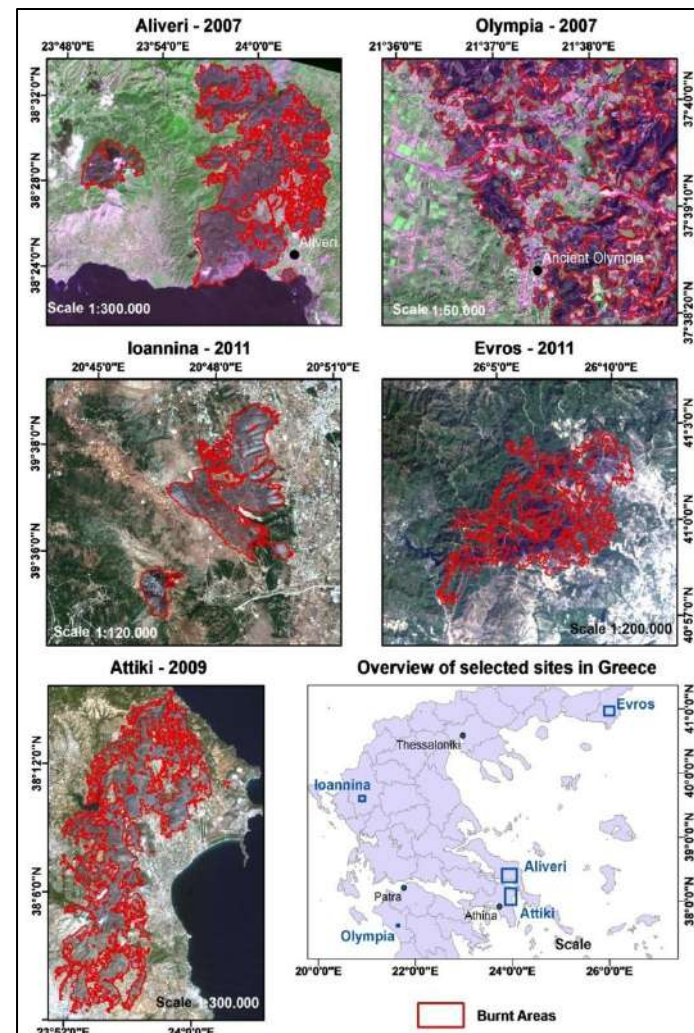 Aliveri - 2007
23°48'0"E 23°54'0"E 24°0'0"E
38°32'0"N
38°28'0"N
38°24'0"N
Aliveri
Scale 1:300.000
Olympia - 2007
21°36'0"E 21°37'0"E 21°38'0"E
37°40'0"N
37°39'10"N
37°38'20"N
Ancient Olympia
Scale 1:50.000
Ioannina - 2011
20°45'0"E 20°48'0"E 20°51'0"E
39°38'0"N
39°36'0"N
Scale 1:120.000
Evros - 2011
26°5'0"E 26°10'0"E
41°3'0"N
41°0'0"N
40°57'0"N
Scale 1:200.000
Attiki - 2009
38°12'0"N
38°6'0"N
Scale 1:300.000
23°52'0"E 24°0'0"E
Overview of selected sites in Greece
Evros
Thessaloniki
Ioannina
Aliveri
Patra
Athina
Attiki
Olympia
Scale
41°0'0"N
40°0'0"N
39°0'0"N
38°0'0"N
20°0'0"E 22°0'0"E 24°0'0"E 26°0'0"E
Burnt Areas